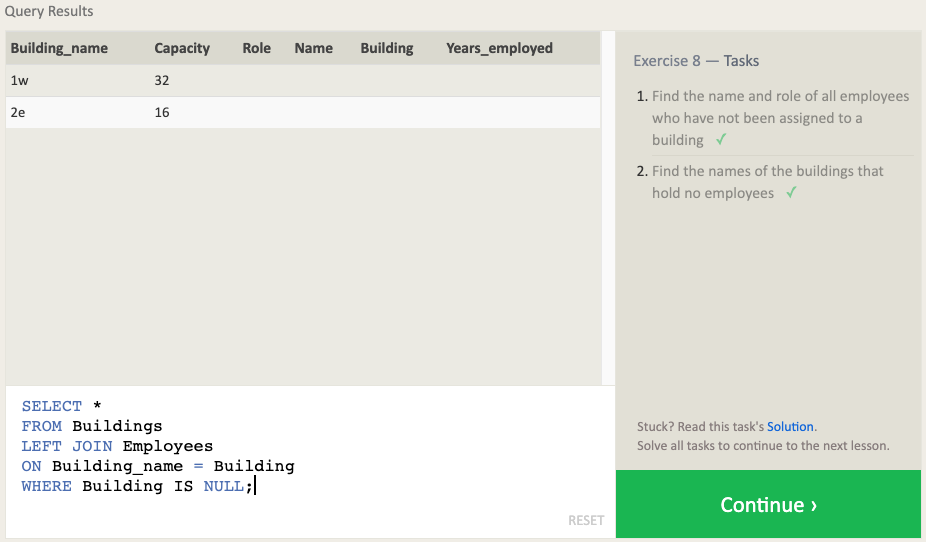 Query Results
Building_name Capacity Role Name Building Years_employed
1w 32
2e 16
SELECT *
FROM Buildings
LEFT JOIN Employees
ON Building_name = Building
WHERE Building IS NULL;
RESET
Exercise 8 — Tasks
1. Find the name and role of all employees
who have not been assigned to a
building ✓
2. Find the names of the buildings that
hold no employees ✓
Stuck? Read this task's Solution.
Solve all tasks to continue to the next lesson.
Continue ›